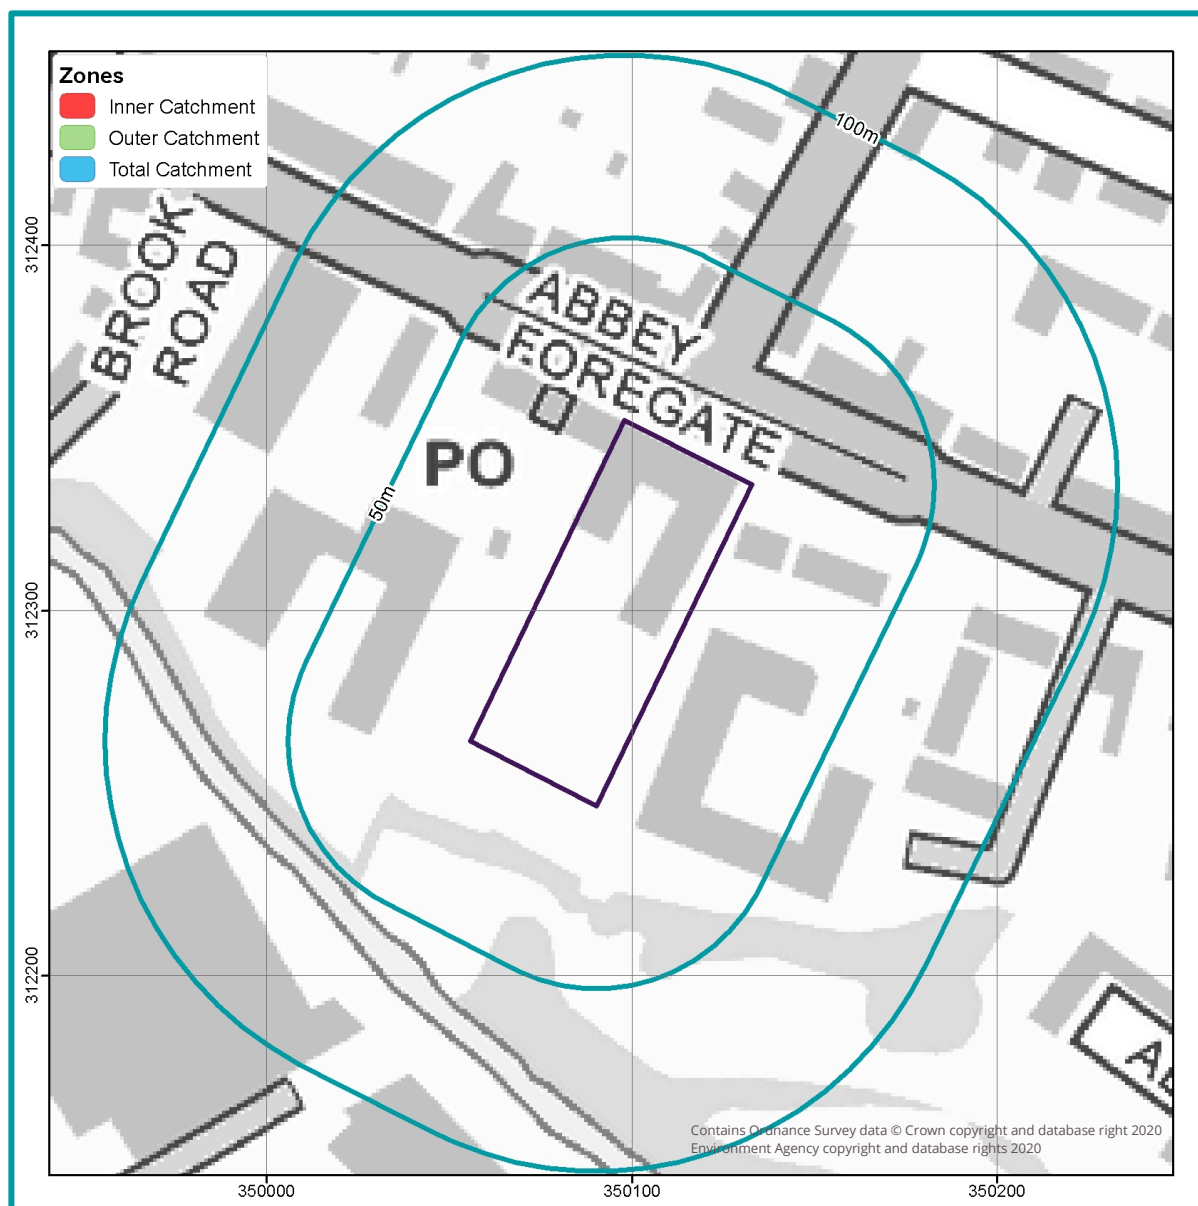 Zones
Inner Catchment
Outer Catchment
Total Catchment
100m
312400
BROOK
ROAD
ABBEY
FOREGATE
PO
50m
312300
312200
Contains Ordnance Survey data © Crown copyright and database right 2020
Environment Agency copyright and database rights 2020
350000
350100
350200